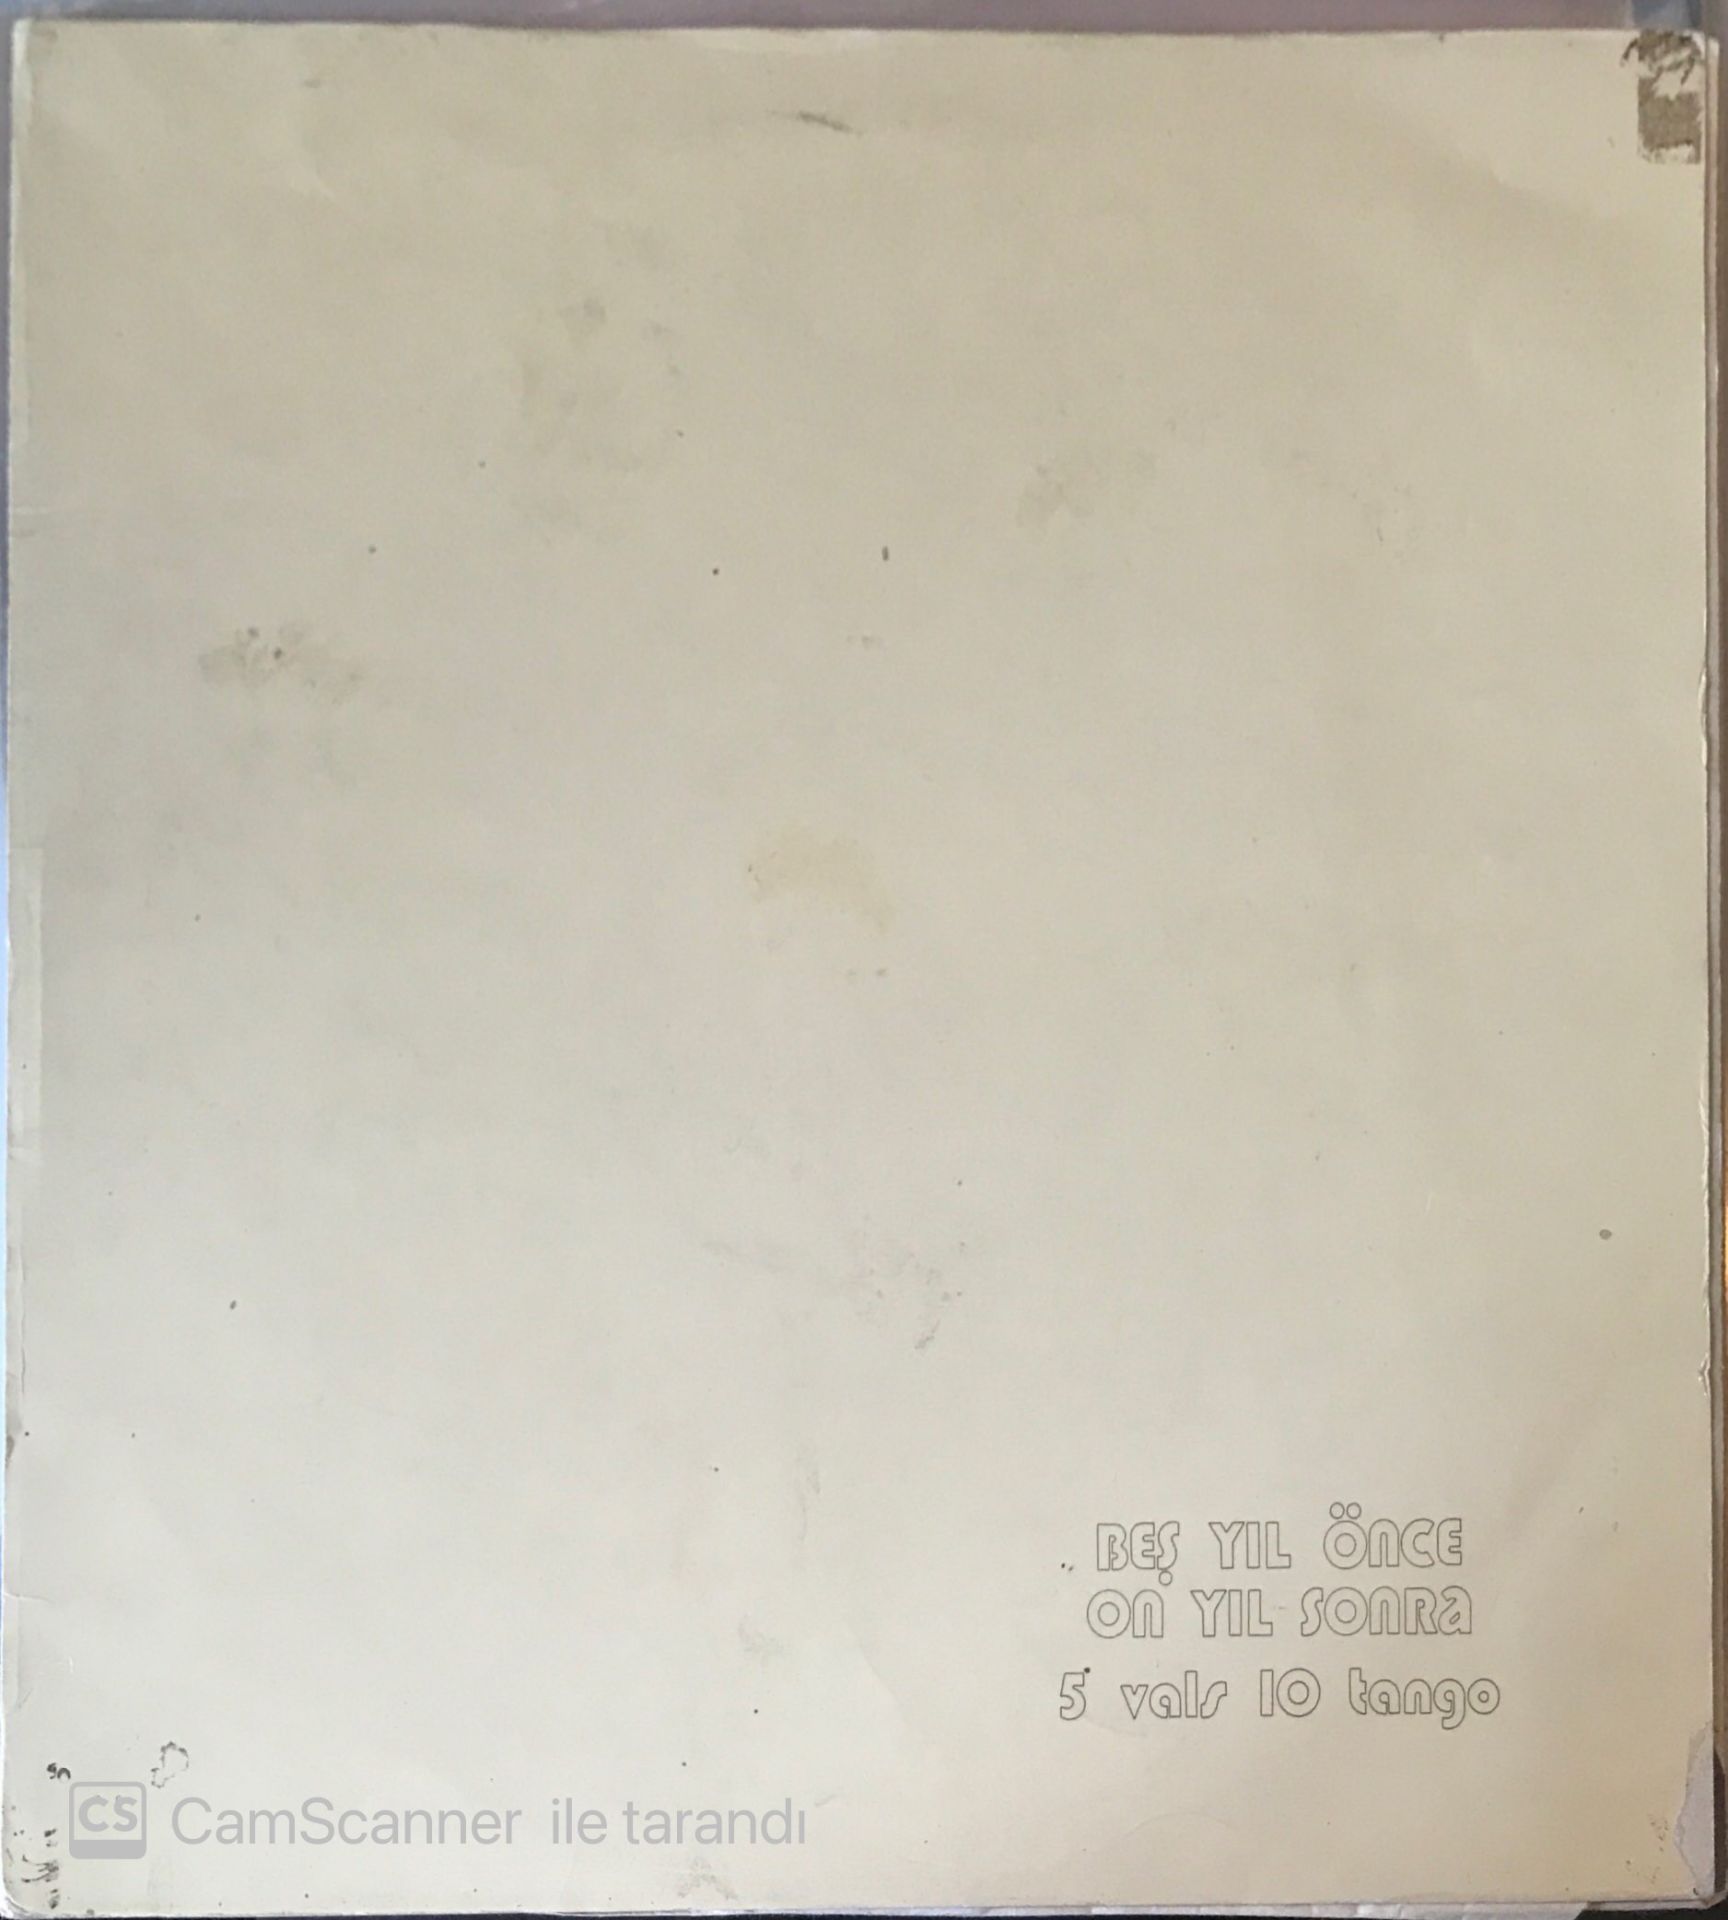 BEŞ YIL ÖNCE
ON YIL SONRA
5 vals 10 tango
CS CamScanner ile tarandı